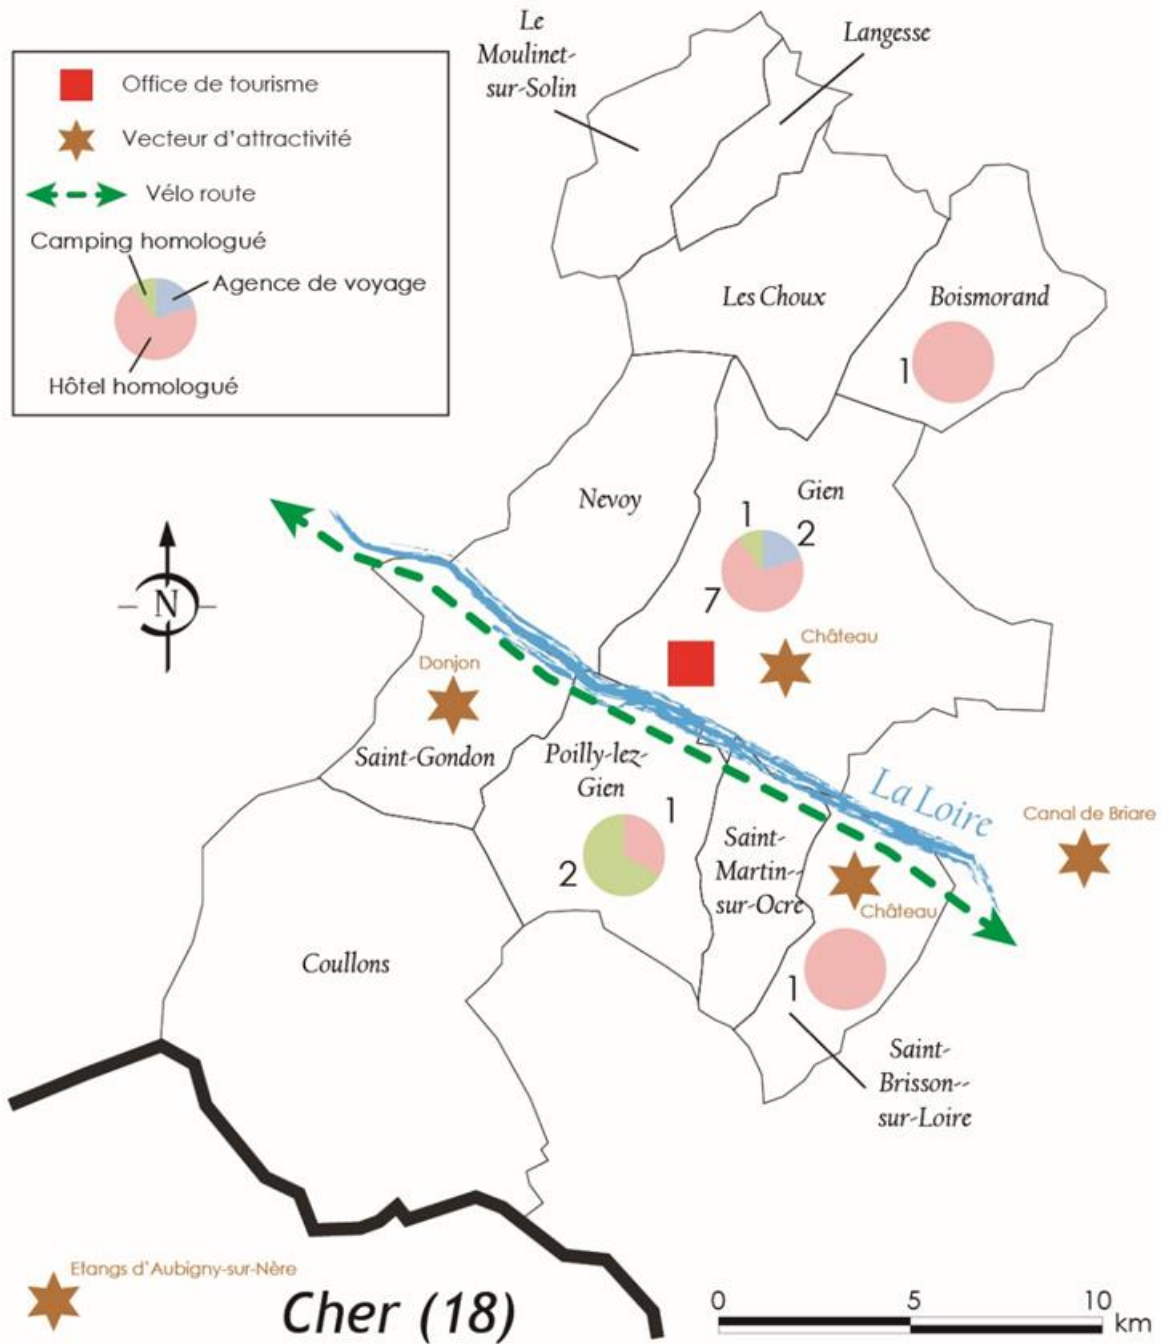 Office de tourisme
Vecteur d'attractivité
Vélo route
Camping homologué
Agence de voyage
Hôtel homologué
Le
Moulinet-
sur-Solin
Langesse
Les Choux
Boismorand
1
Nevoy
Gien
1
2
7
N
Château
Donjon
Saint-Gondon
Poilly-lez-
Gien
1
2
La Loire
Canal de Briare
Saint-
Martin--
sur-Ocre
Château
1
Coullons
Saint-
Brisson--
sur-Loire
Etangs d'Aubigny-sur-Nère
Cher (18)
0
5
10
km